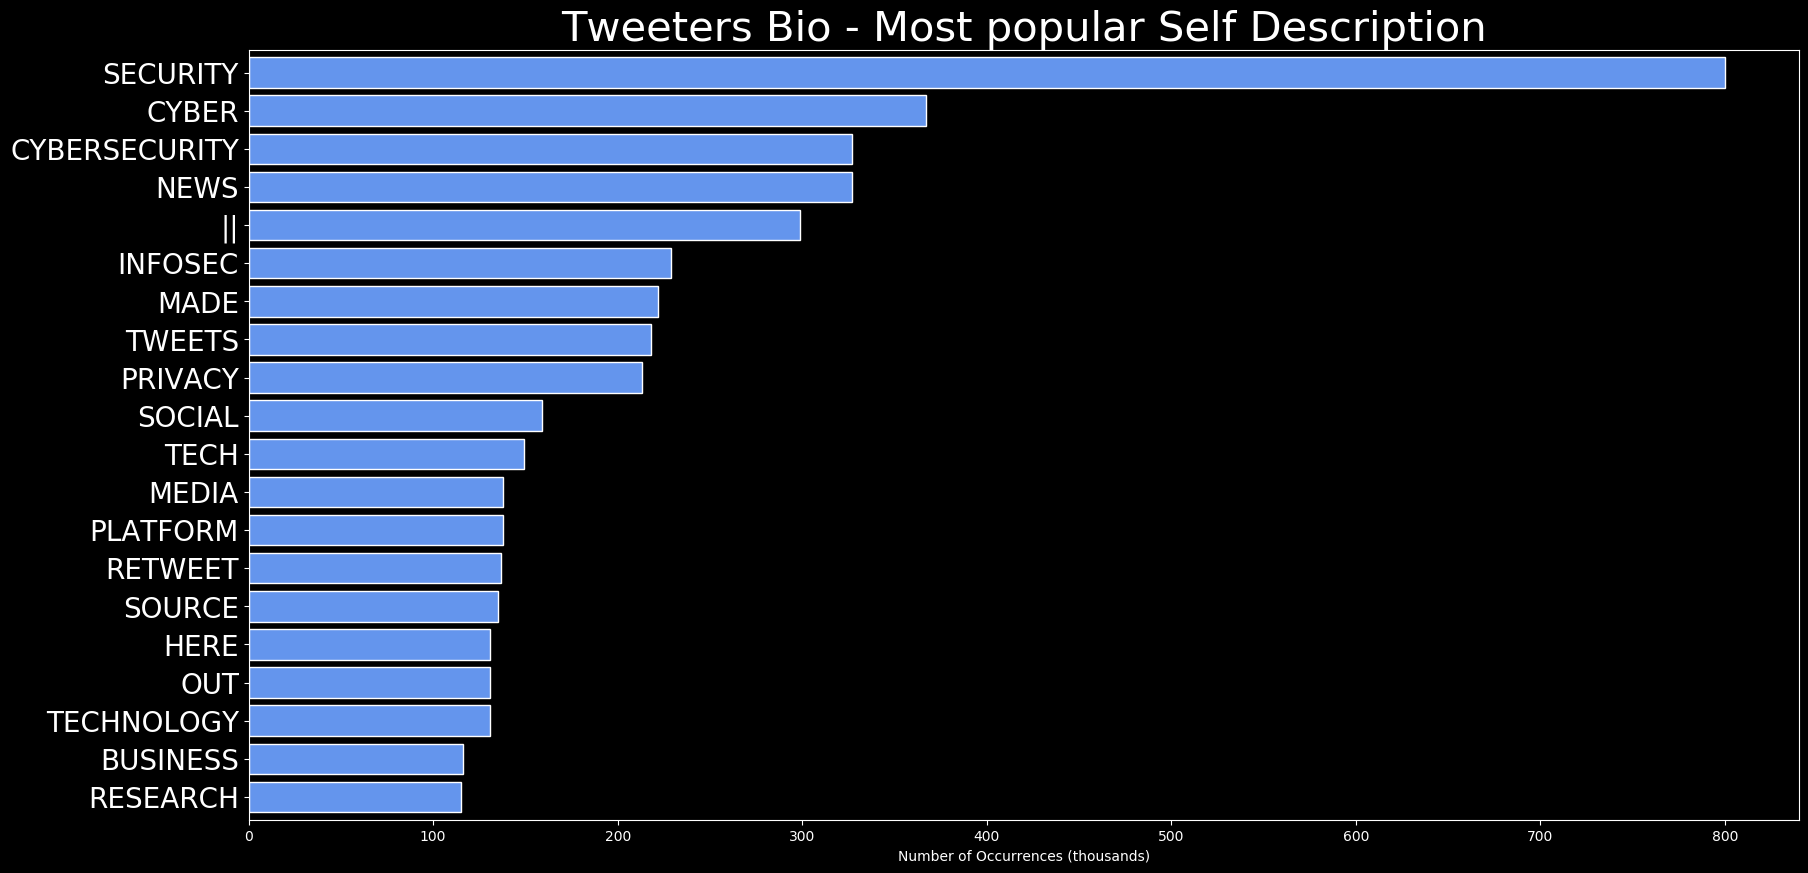 Tweeters Bio - Most popular Self Description
SECURITY
CYBER
CYBERSECURITY
NEWS
||
INFOSEC
MADE
TWEETS
PRIVACY
SOCIAL
TECH
MEDIA
PLATFORM
RETWEET
SOURCE
HERE
OUT
TECHNOLOGY
BUSINESS
RESEARCH
0 100 200 300 400 500 600 700 800
Number of Occurrences (thousands)